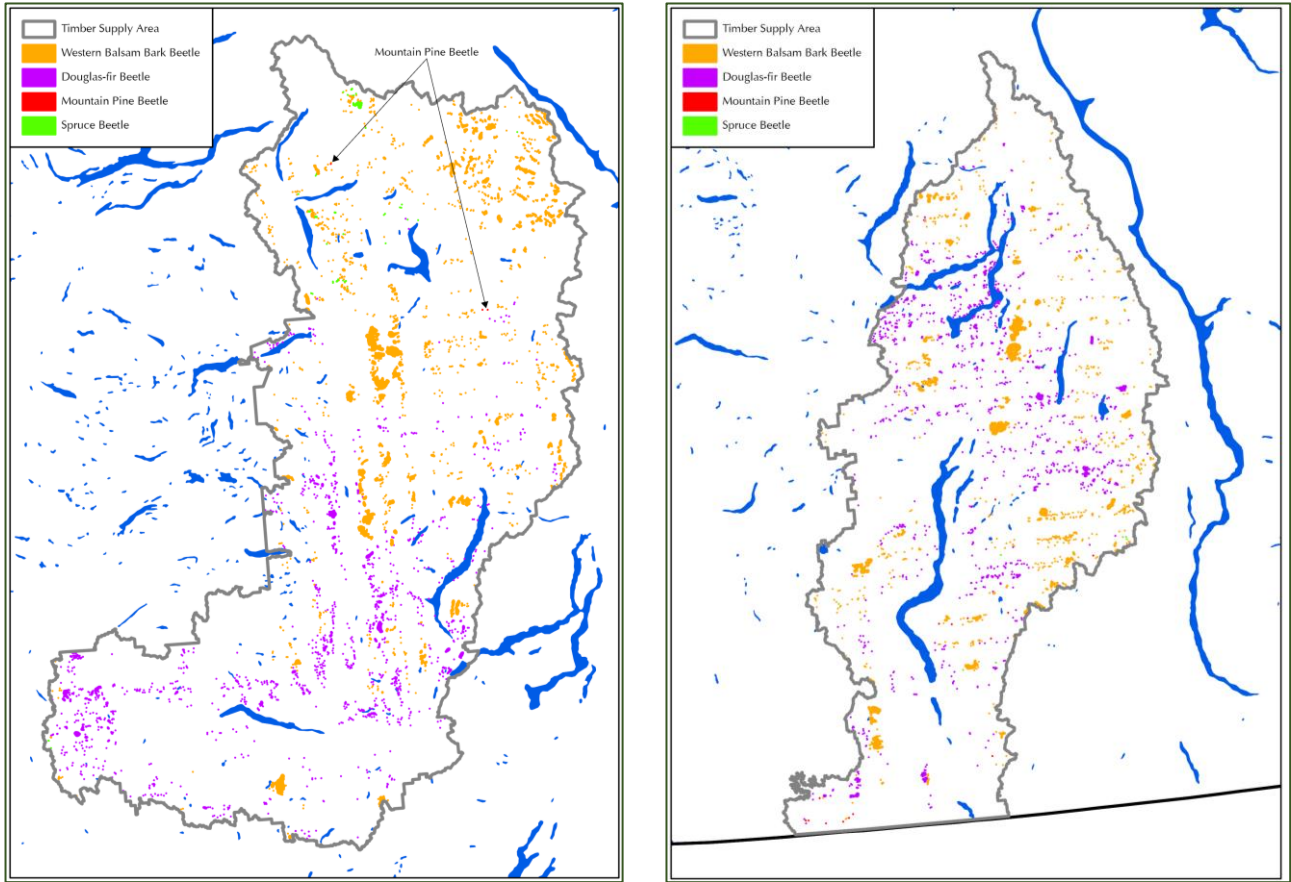 Timber Supply Area
Western Balsam Bark Beetle
Douglas-fir Beetle
Mountain Pine Beetle
Spruce Beetle
Mountain Pine Beetle
Timber Supply Area
Western Balsam Bark Beetle
Douglas-fir Beetle
Mountain Pine Beetle
Spruce Beetle